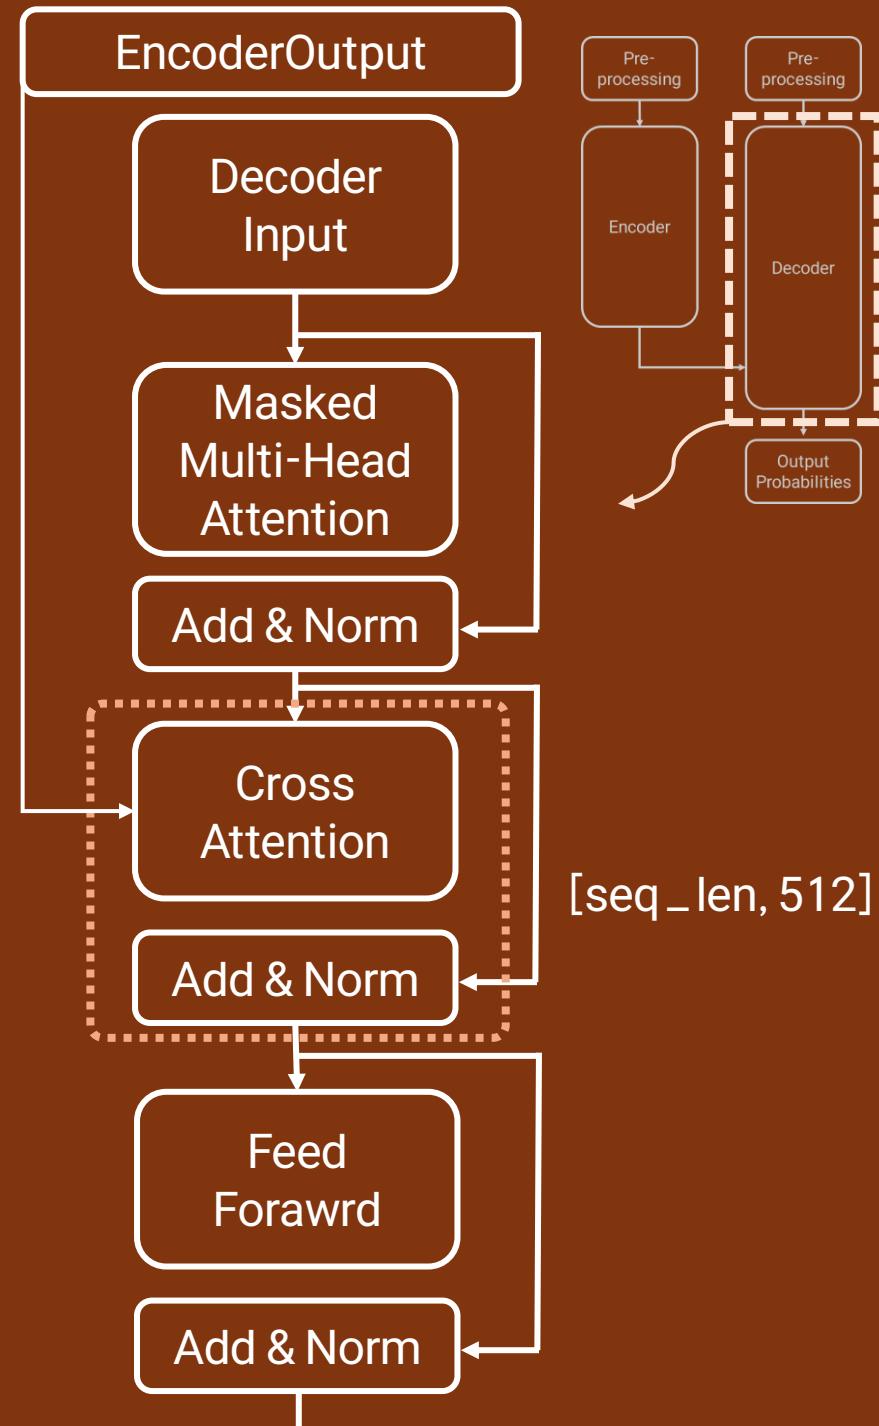 EncoderOutput
Decoder
Input
Masked
Multi-Head
Attention
Add & Norm
Cross
Attention
Add & Norm
Feed
Forawrd
Add & Norm
[seq_len, 512]
Pre-
processing
Encoder
Pre-
processing
Decoder
Output
Probabilities